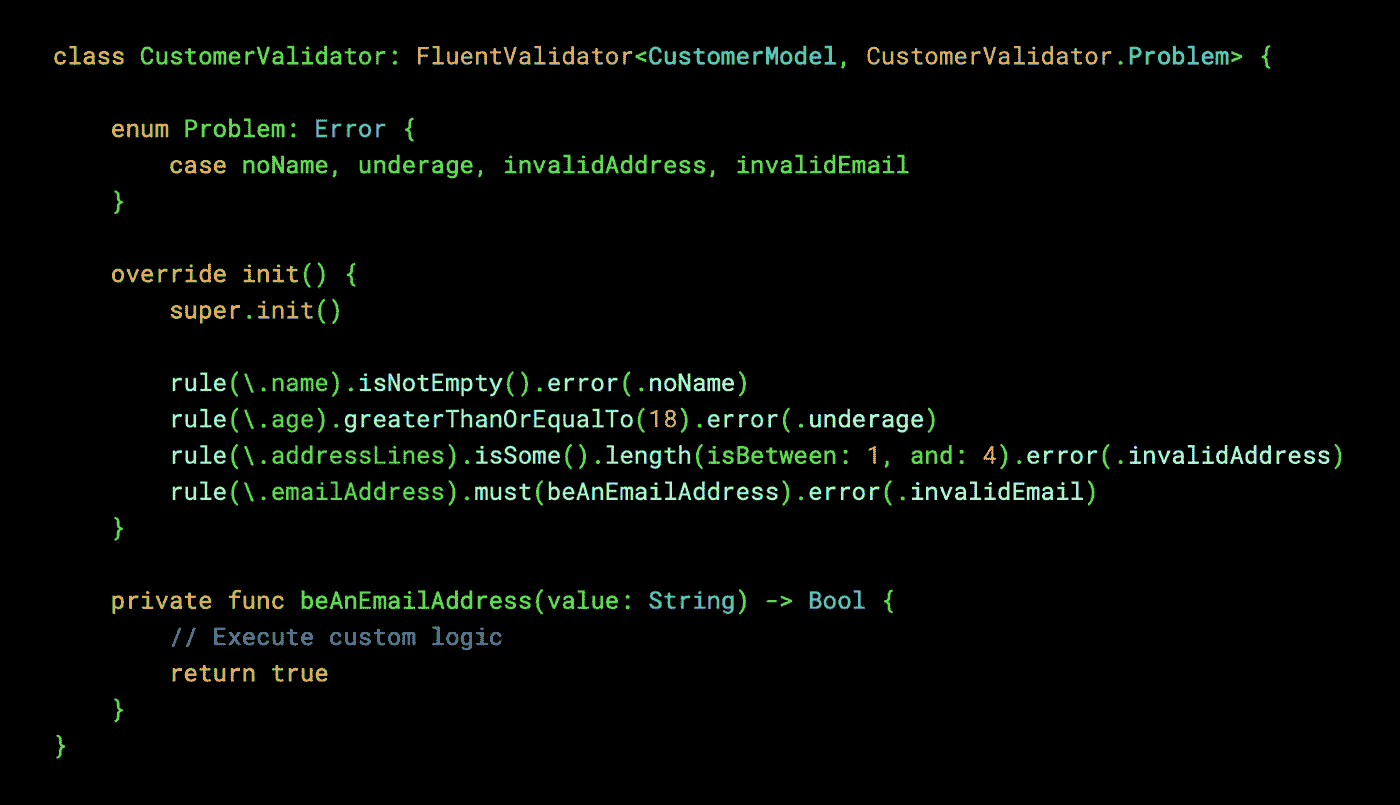 class CustomerValidator: FluentValidator<CustomerModel, CustomerValidator.Problem> {
enum Problem: Error {
case noName, underage, invalidAddress, invalidEmail
}
override init() {
super.init()
rule(\.name).isNotEmpty().error(.noName)
rule(\.age).greaterThanOrEqualTo(18).error(.underage)
rule(\.addressLines).isSome().length(isBetween: 1, and: 4).error(.invalidAddress)
rule(\.emailAddress).must(beAnEmailAddress).error(.invalidEmail)
}
private func beAnEmailAddress(value: String) -> Bool {
// Execute custom logic
return true
}
}